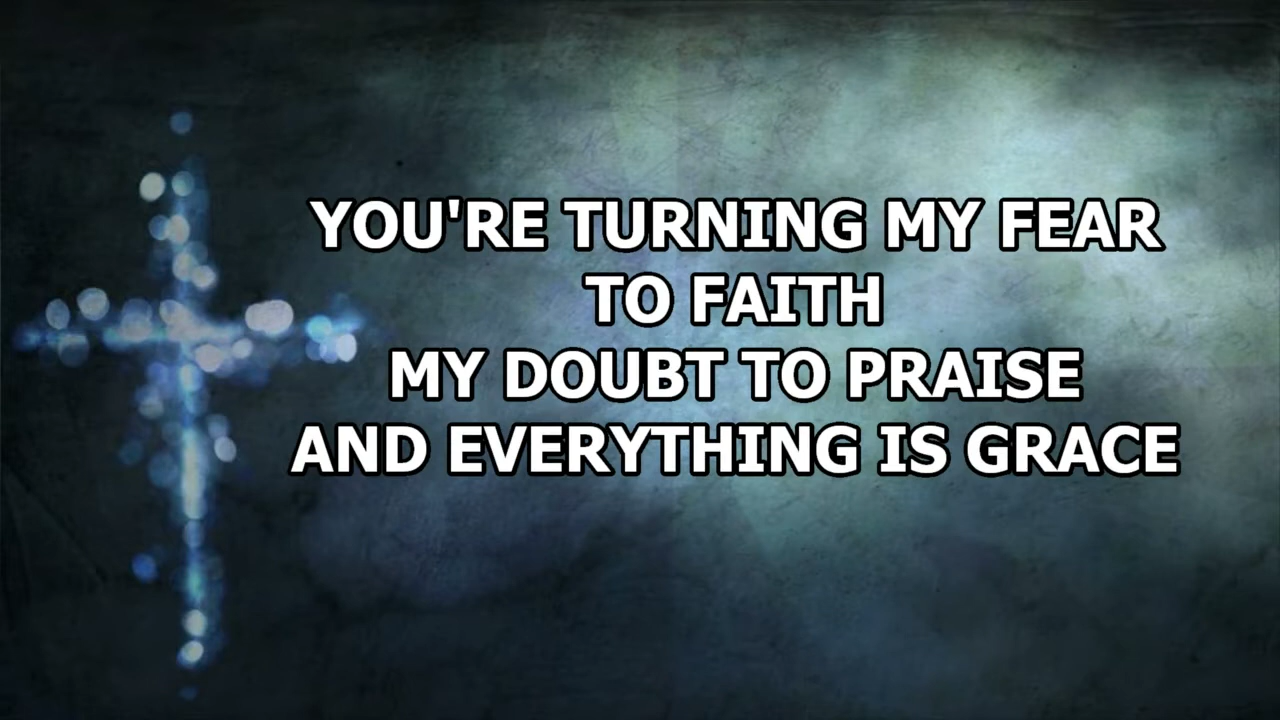 YOU'RE TURNING MY FEAR
TO FAITH
MY DOUBT TO PRAISE
AND EVERYTHING IS GRACE